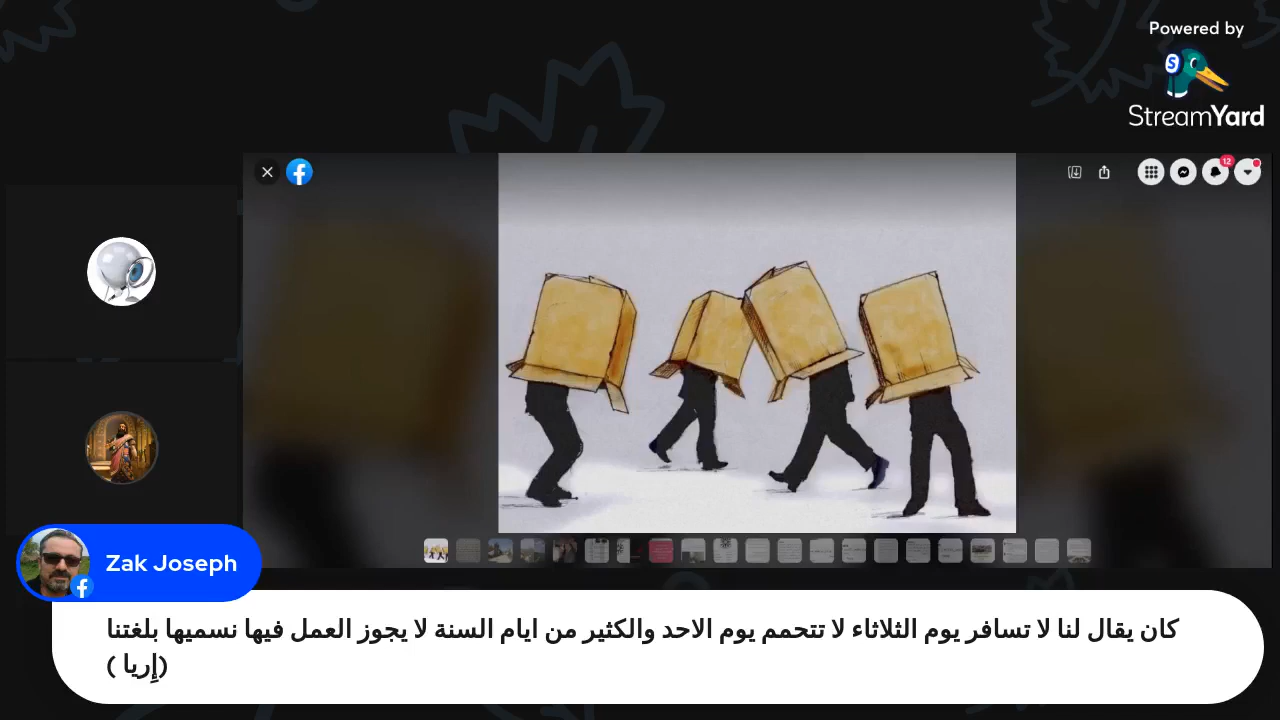 Powered by
S
StreamYard
12
Zak Joseph
كان يقال لنا لا تسافر يوم الثلاثاء لا تتحمم يوم الاحد والكثير من ايام السنة لا يجوز العمل فيها نسميها بلغتنا
(إِريا )